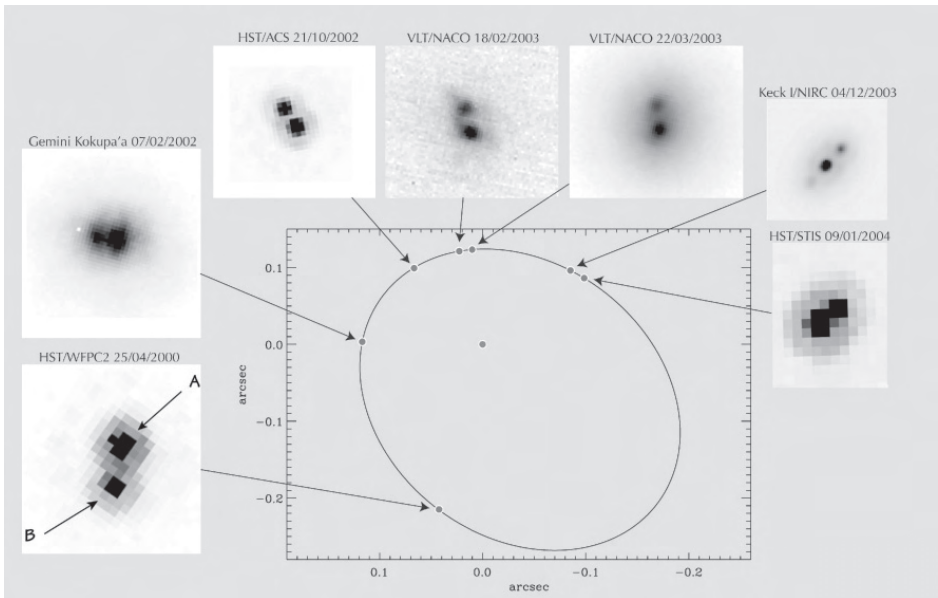 HST/ACS 21/10/2002
VLT/NACO 18/02/2003
VLT/NACO 22/03/2003
Keck I/NIRC 04/12/2003
Gemini Kokupa'a 07/02/2002
HST/STIS 09/01/2004
HST/WFPC2 25/04/2000
A
B
0.1
0.0
-0.1
-0.2
arcsec
0.1
0.0
-0.1
-0.2
arcsec